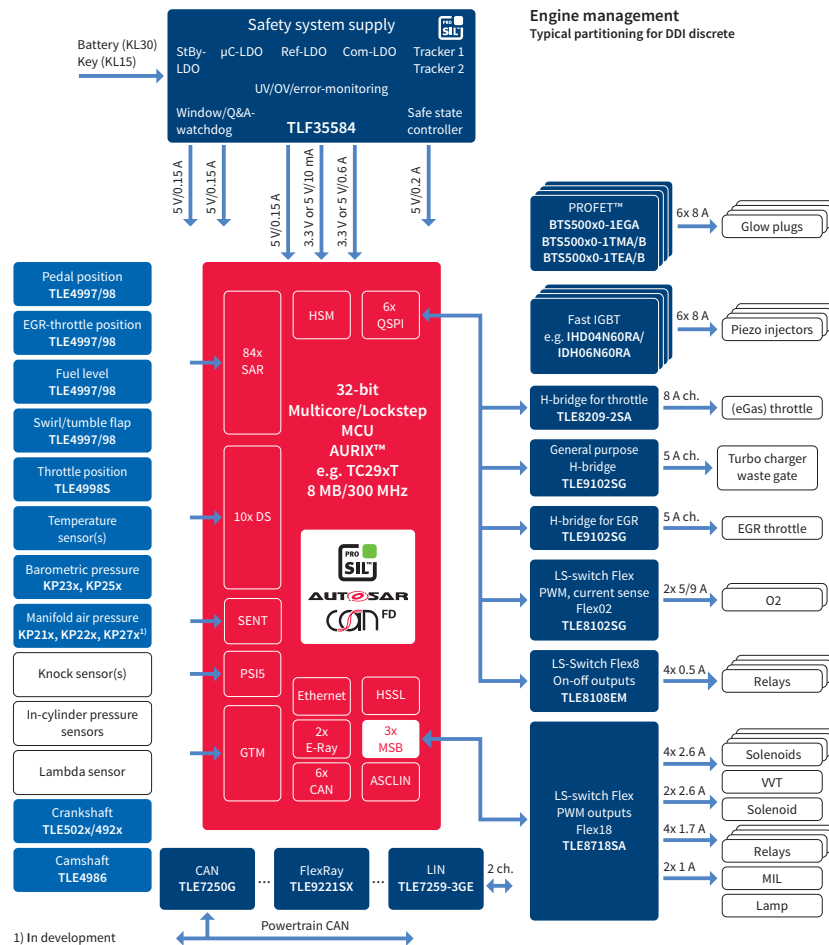 Engine management
Typical partitioning for DDI discrete
Battery (KL30)
Key (KL15)
Safety system supply
PRO
SIL™
StBy-
LDO
µC-LDO
Ref-LDO
Com-LDO
Tracker 1
Tracker 2
UV/OV/error-monitoring
Window/Q&A-
watchdog
TLF35584
Safe state
controller
5 V/0.15 A
5 V/0.15 A
5 V/0.15 A
3.3 V or 5 V/10 mA
3.3 V or 5 V/0.6 A
5 V/0.2 A
Pedal position
TLE4997/98
EGR-throttle position
TLE4997/98
Fuel level
TLE4997/98
Swirl/tumble flap
TLE4997/98
Throttle position
TLE4998S
Temperature
sensor(s)
Barometric pressure
KP23x, KP25x
Manifold air pressure
KP21x, KP22x, KP27x1)
Knock sensor(s)
In-cylinder pressure
sensors
Lambda sensor
Crankshaft
TLE502x/492x
Camshaft
TLE4986
84x
SAR
HSM
6x
QSPI
32-bit
Multicore/Lockstep
MCU
AURIX™
e.g. TC29xT
8 MB/300 MHz
10x DS
PRO
SIL™
AUTOSAR
CAN FD
SENT
PSI5
GTM
Ethernet
HSSL
2x
E-Ray
3x
MSB
6x
CAN
ASCLIN
PROFET™
BTS500x0-1EGA
BTS500x0-1TMA/B
BTS500x0-1TEA/B
6x 8 A
Glow plugs
Fast IGBT
e.g. IHD04N60RA/
IDH06N60RA
6x 8 A
Piezo injectors
H-bridge for throttle
TLE8209-2SA
8 A ch.
(eGas) throttle
General purpose
H-bridge
TLE9102SG
5 A ch.
Turbo charger
waste gate
H-bridge for EGR
TLE9102SG
5 A ch.
EGR throttle
LS-switch Flex
PWM, current sense
Flex02
TLE8102SG
2x 5/9 A
O2
LS-Switch Flex8
On-off outputs
TLE8108EM
4x 0.5 A
Relays
LS-switch Flex
PWM outputs
Flex18
TLE8718SA
4x 2.6 A
Solenoids
VVT
2x 2.6 A
Solenoid
4x 1.7 A
Relays
2x 1 A
MIL
Lamp
CAN
TLE7250G
...
FlexRay
TLE9221SX
...
LIN
TLE7259-3GE
2 ch.
Powertrain CAN
1) In development